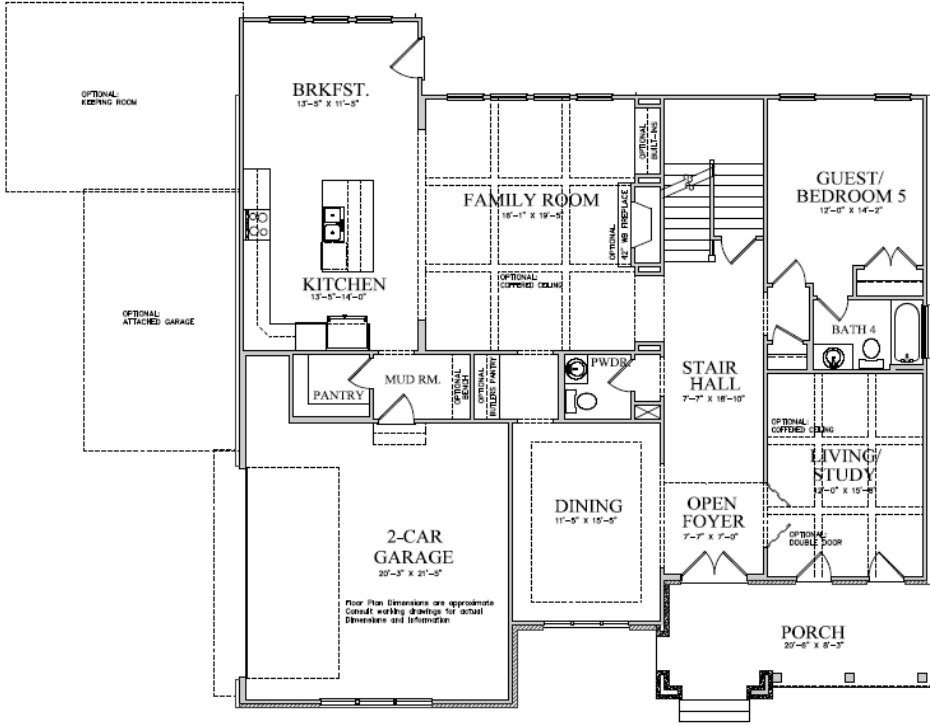 OPTIONAL:
KEEPING ROOM
BRKFST.
13'-5" X 11'-5"
OPTIONAL
BUILT-INS
GUEST/
BEDROOM 5
12'-0" X 14'-2"
FAMILY ROOM
16'-1" X 19'-5"
OPTIONAL
42" WB FIREPLACE
OPTIONAL:
COFFERED CEILING
KITCHEN
13'-5"-14'-0"
OPTIONAL:
ATTACHED GARAGE
BATH 4
PANTRY
MUD RM.
OPTIONAL
BENCH
OPTIONAL
BUTLERS PANTRY
PWDR.
STAIR
HALL
7'-7" X 18'-10"
OPTIONAL:
COFFERED CEILING
LIVING/
STUDY
12'-0" X 15'-8"
DINING
11'-5" X 15'-5"
OPEN
FOYER
7'-7" X 7'-0"
OPTIONAL:
DOUBLE DOOR
2-CAR
GARAGE
20'-3" X 21'-5"
Floor Plan Dimensions are approximate
Consult working drawings for actual
Dimensions and Information
PORCH
20'-6" X 8'-3"